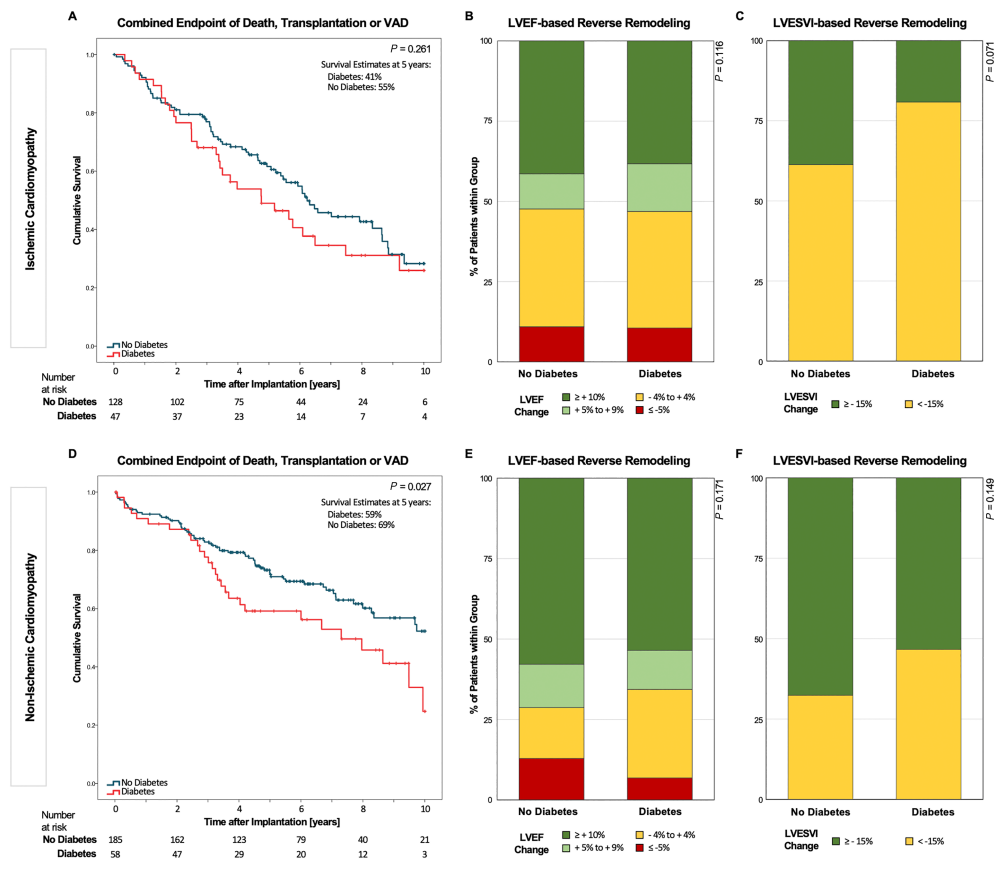 A
Combined Endpoint of Death, Transplantation or VAD
P = 0.261
Survival Estimates at 5 years:
Diabetes: 41%
No Diabetes: 55%
Ischemic Cardiomyopathy
Cumulative Survival
1.0
0.8
0.6
0.4
0.2
0.0
No Diabetes
Diabetes
0 2 4 6 8 10
Time after Implantation [years]
Number
at risk
No Diabetes 128 102 75 44 24 6
Diabetes 47 37 23 14 7 4
B
LVEF-based Reverse Remodeling
P = 0.116
% of Patients within Group
100
75
50
25
0
No Diabetes Diabetes
LVEF
Change
≥ + 10%
- 4% to + 4%
+ 5% to + 9%
≤ -5%
C
LVESVI-based Reverse Remodeling
P = 0.071
100
75
50
25
0
No Diabetes Diabetes
LVESVI
Change
≥ - 15%
< -15%
D
Combined Endpoint of Death, Transplantation or VAD
P = 0.027
Survival Estimates at 5 years:
Diabetes: 59%
No Diabetes: 69%
Non-Ischemic Cardiomyopathy
Cumulative Survival
1.0
0.8
0.6
0.4
0.2
0.0
No Diabetes
Diabetes
0 2 4 6 8 10
Time after Implantation [years]
Number
at risk
No Diabetes 185 162 123 79 40 21
Diabetes 58 47 29 20 12 3
E
LVEF-based Reverse Remodeling
P = 0.171
% of Patients within Group
100
75
50
25
0
No Diabetes Diabetes
LVEF
Change
≥ + 10%
- 4% to + 4%
+ 5% to + 9%
≤ -5%
F
LVESVI-based Reverse Remodeling
P = 0.149
100
75
50
25
0
No Diabetes Diabetes
LVESVI
Change
≥ - 15%
< -15%